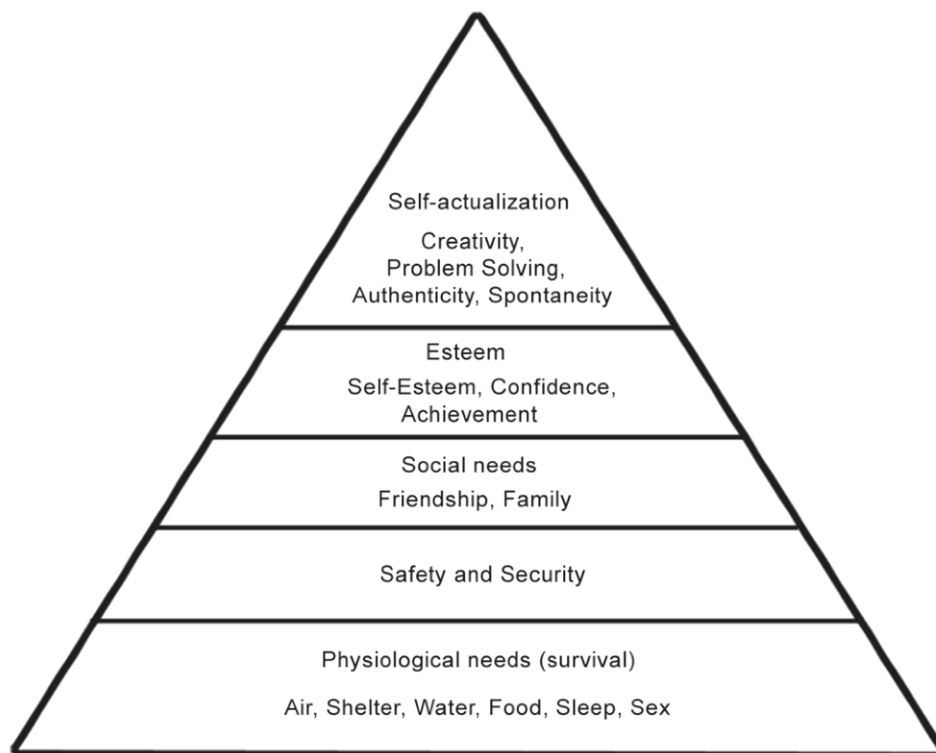 Self-actualization
Creativity,
Problem Solving,
Authenticity, Spontaneity
Esteem
Self-Esteem, Confidence,
Achievement
Social needs
Friendship, Family
Safety and Security
Physiological needs (survival)
Air, Shelter, Water, Food, Sleep, Sex